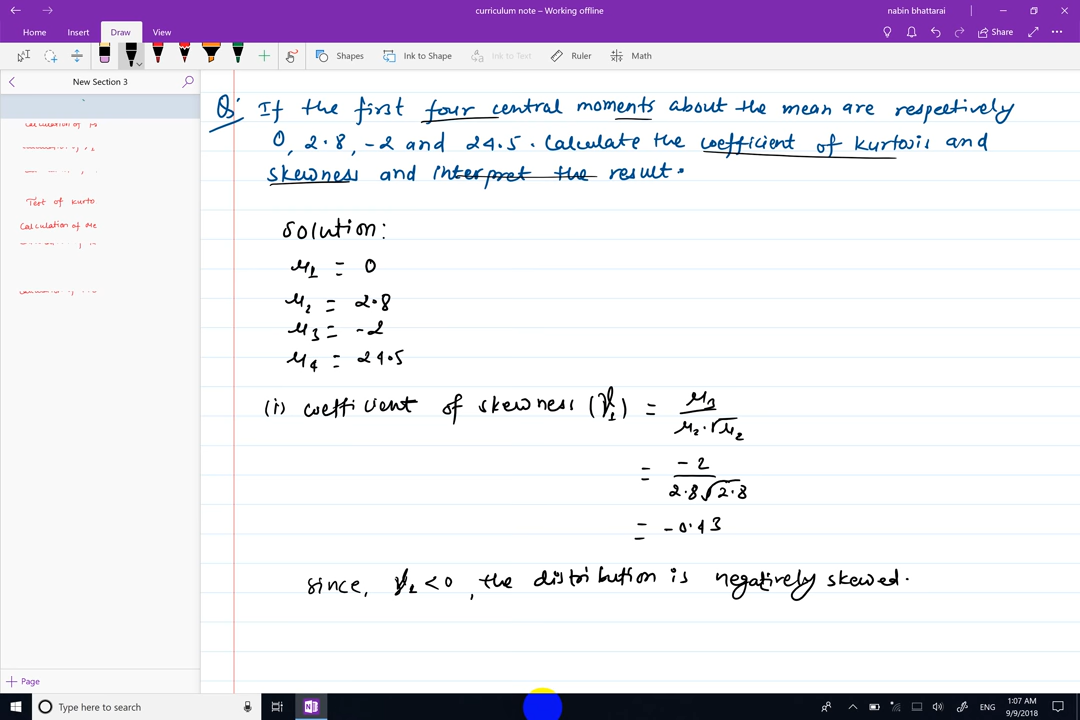 curriculum note – Working offline
nabin bhattarai
Home Insert Draw View
Share
Shapes Ink to Shape Ink to Text Ruler Math
New Section 3
Test of Kurto
Calculation of Me
Page
Q: If the first four central moments about the mean are respectively
0, 2.8, -2 and 24.5. Calculate the coefficient of kurtosis and
skewness and interpret the result.
Solution:
μ1 = 0
μ2 = 2.8
μ3 = -2
μ4 = 24.5
(i) coefficient of skewness (γ1) = μ3 / μ2.√μ2
= -2 / 2.8√2.8
= -0.43
since, γ1 < 0, the distribution is negatively skewed.
Type here to search
ENG
1:07 AM
9/9/2018